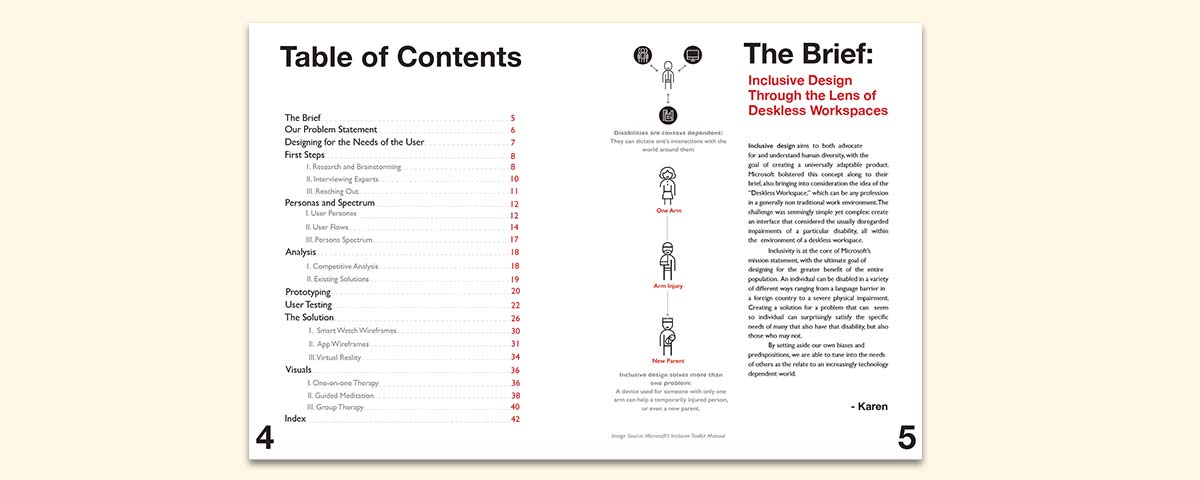 Table of Contents
The Brief 5
Our Problem Statement 6
Designing for the Needs of the User 7
First Steps 8
I. Research and Brainstorming 8
II. Interviewing Experts 10
III. Reaching Out 11
Personas and Spectrum 12
I. User Personas 12
II. User Flows 14
III. Persona Spectrum 17
Analysis 18
I. Competitive Analysis 18
II. Existing Solutions 19
Prototyping 20
User Testing 22
The Solution 26
I. Smart Watch Wireframes 30
II. App Wireframes 31
III. Virtual Reality 34
Visuals 36
I. One-on-one Therapy 36
II. Guided Meditation 38
III. Group Therapy 40
Index 42
4
Disabilities are context dependent:
They can dictate one's interactions with the
world around them
One Arm
Arm Injury
New Parent
Inclusive design solves more than
one problem:
A device used for someone with only one
arm can help a temporarily injured person,
or even a new parent.
Image Source: Microsoft's Inclusive Toolkit Manual
The Brief:
Inclusive Design
Through the Lens of
Deskless Workspaces
Inclusive design aims to both advocate
for and understand human diversity, with the
goal of creating a universally adaptable product.
Microsoft bolstered this concept along to their
brief, also bringing into consideration the idea of the
"Deskless Workspace," which can be any profession
in a generally non traditional work environment. The
challenge was seemingly simple yet complex: create
an interface that considered the usually disregarded
impairments of a particular disability, all within
the environment of a deskless workspace.
Inclusivity is at the core of Microsoft's
mission statement, with the ultimate goal of
designing for the greater benefit of the entire
population. An individual can be disabled in a variety
of different ways ranging from a language barrier in
a foreign country to a severe physical impairment.
Creating a solution for a problem that can seem
so individual can surprisingly satisfy the specific
needs of many that also have that disability, but also
those who may not.
By setting aside our own biases and
predispositions, we are able to tune into the needs
of others as the relate to an increasingly technology
dependent world.
- Karen
5